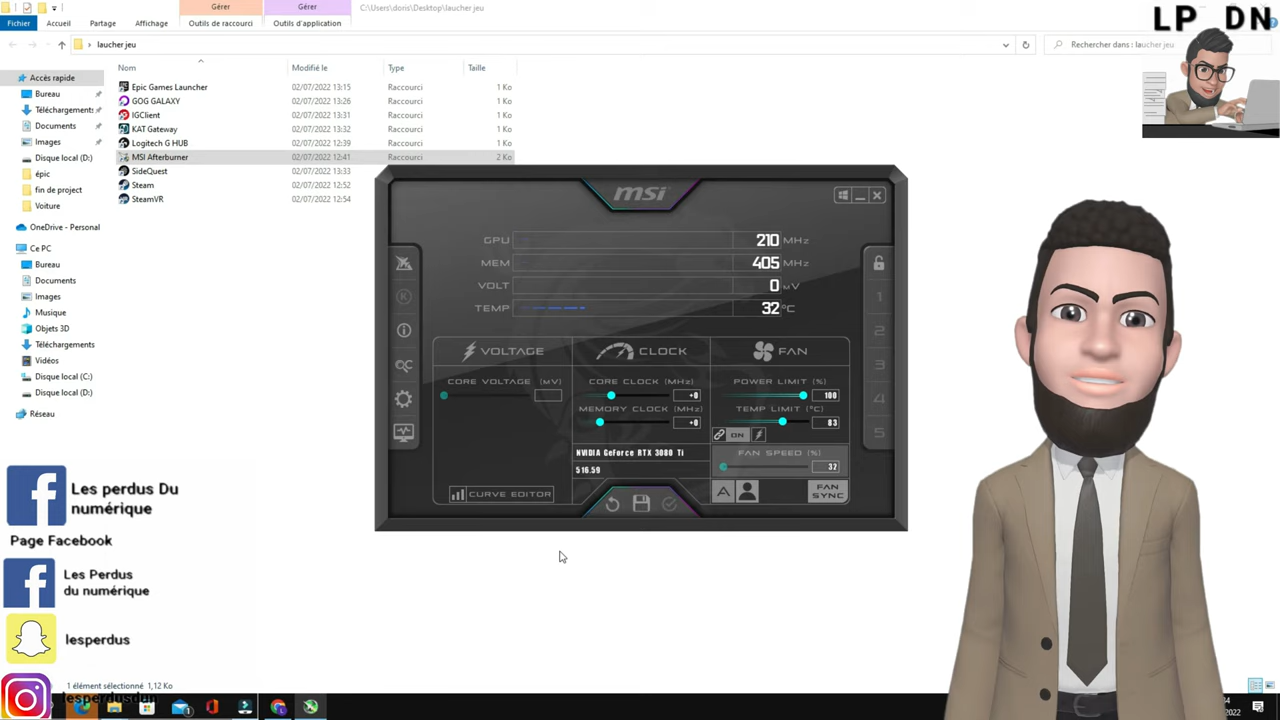 Gérer
Gérer
C:\Users\doris\Desktop\laucher jeu
Fichier
Accueil
Partage
Affichage
Outils de raccourci
Outils d'application
LP_DN
laucher jeu
Rechercher dans : laucher jeu
Nom
Modifié le
Type
Taille
Epic Games Launcher 02/07/2022 13:15 Raccourci 1 Ko
GOG GALAXY 02/07/2022 13:26 Raccourci 1 Ko
IGClient 02/07/2022 13:31 Raccourci 1 Ko
KAT Gateway 02/07/2022 13:32 Raccourci 1 Ko
Logitech G HUB 02/07/2022 12:39 Raccourci 1 Ko
MSI Afterburner 02/07/2022 12:41 Raccourci 2 Ko
SideQuest 02/07/2022 13:33 Raccourci 1 Ko
Steam 02/07/2022 12:52 Raccourci 1 Ko
SteamVR 02/07/2022 12:54 Raccourci 1 Ko
Accès rapide
Bureau
Téléchargements
Documents
Images
Disque local (D:)
épic
fin de project
Voiture
OneDrive - Personal
Ce PC
Bureau
Documents
Images
Musique
Objets 3D
Téléchargements
Vidéos
Disque local (C:)
Disque local (D:)
Réseau
msi
GPU 210 MHz
MEM 405 MHz
VOLT 0 mV
TEMP 32 °C
K
OC
1
2
3
4
5
VOLTAGE
CLOCK
FAN
CORE VOLTAGE (MV)
CORE CLOCK (MHz)
+0
MEMORY CLOCK (MHz)
+0
POWER LIMIT (%)
100
TEMP LIMIT (°C)
83
ON
NVIDIA GeForce RTX 3080 Ti
516.59
FAN SPEED (%)
32
A
FAN SYNC
CURVE EDITOR
Les perdus Du
numérique
Page Facebook
Les Perdus
du numérique
lesperdus
lesperdusdun
1 élément sélectionné 1,12 Ko